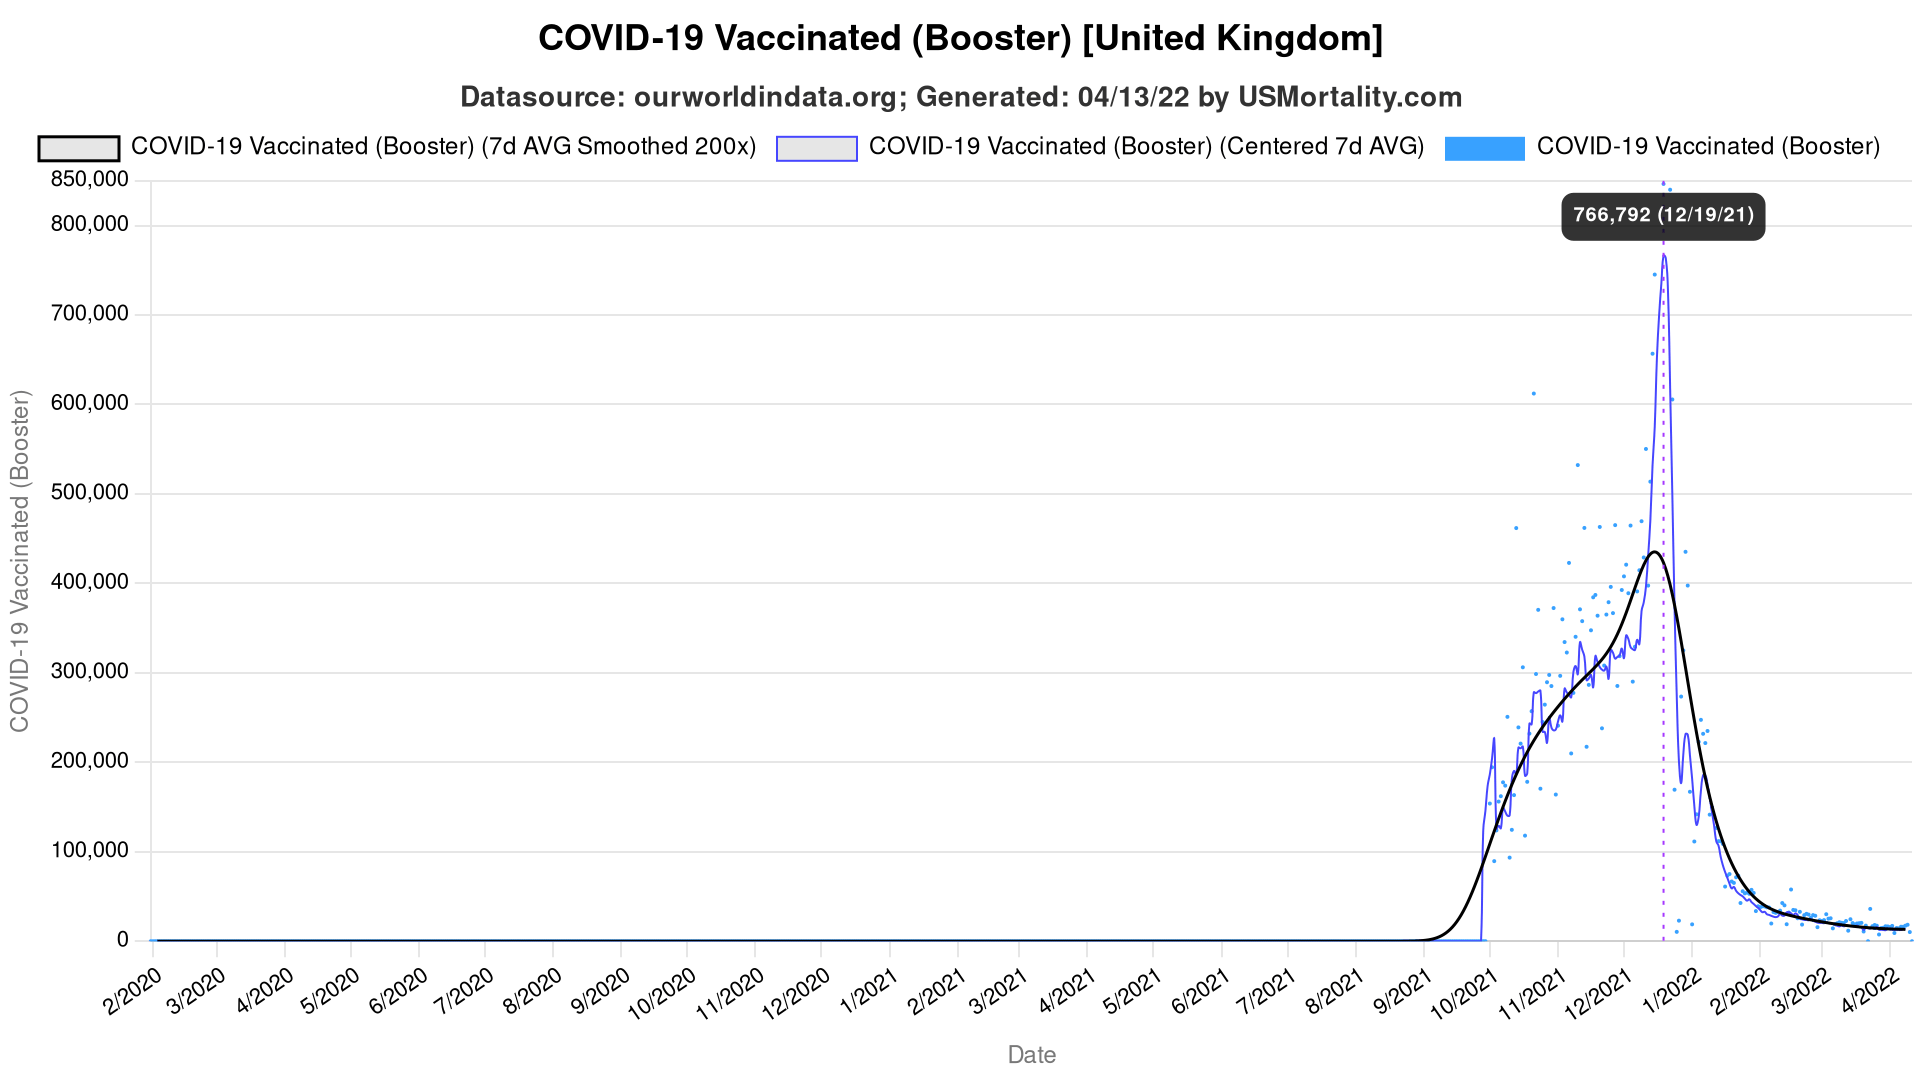 COVID-19 Vaccinated (Booster) [United Kingdom]
Datasource: ourworldindata.org; Generated: 04/13/22 by USMortality.com
COVID-19 Vaccinated (Booster) (7d AVG Smoothed 200x) COVID-19 Vaccinated (Booster) (Centered 7d AVG) COVID-19 Vaccinated (Booster)
850,000
766,792 (12/19/21)
800,000
700,000
600,000
500,000
400,000
300,000
200,000
100,000
0
COVID-19 Vaccinated (Booster)
2/2020 3/2020 4/2020 5/2020 6/2020 7/2020 8/2020 9/2020 10/2020 11/2020 12/2020 1/2021 2/2021 3/2021 4/2021 5/2021 6/2021 7/2021 8/2021 9/2021 10/2021 11/2021 12/2021 1/2022 2/2022 3/2022 4/2022
Date